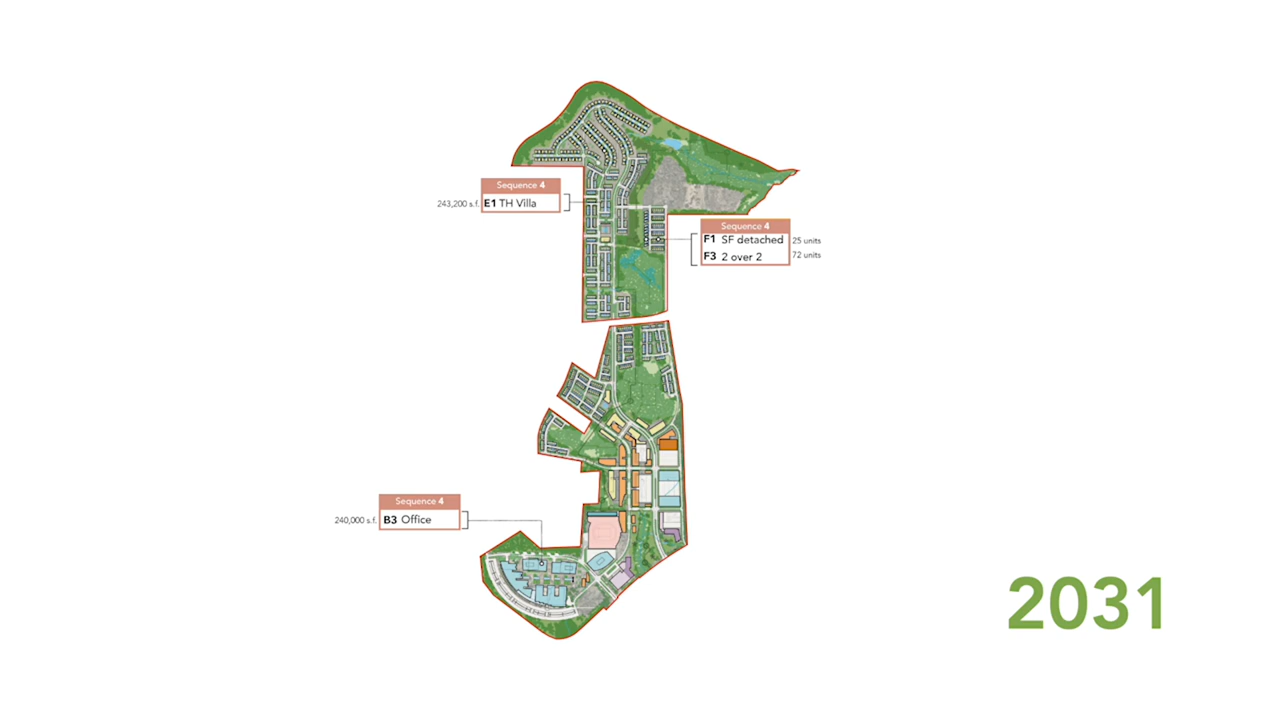 Sequence 4
243,200 s.f. E1 TH Villa
Sequence 4
F1 SF detached 25 units
F3 2 over 2 72 units
Sequence 4
240,000 s.f. B3 Office
2031